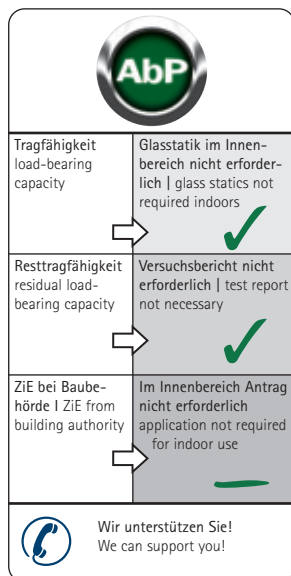 AbP
Tragfähigkeit
load-bearing
capacity
Glasstatik im Innen-
bereich nicht erforder-
lich | glass statics not
required indoors
Resttragfähigkeit
residual load-
bearing capacity
Versuchsbericht nicht
erforderlich | test report
not necessary
ZiE bei Baube-
hörde I ZiE from
building authority
Im Innenbereich Antrag
nicht erforderlich
application not required
for indoor use
Wir unterstützen Sie!
We can support you!